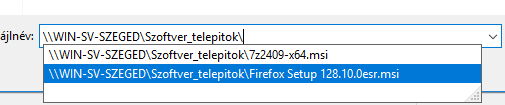 ájlnév:
\\WIN-SV-SZEGED\Szoftver_telepitok\
\\WIN-SV-SZEGED\Szoftver_telepitok\7z2409-x64.msi
\\WIN-SV-SZEGED\Szoftver_telepitok\Firefox Setup 128.10.0esr.msi